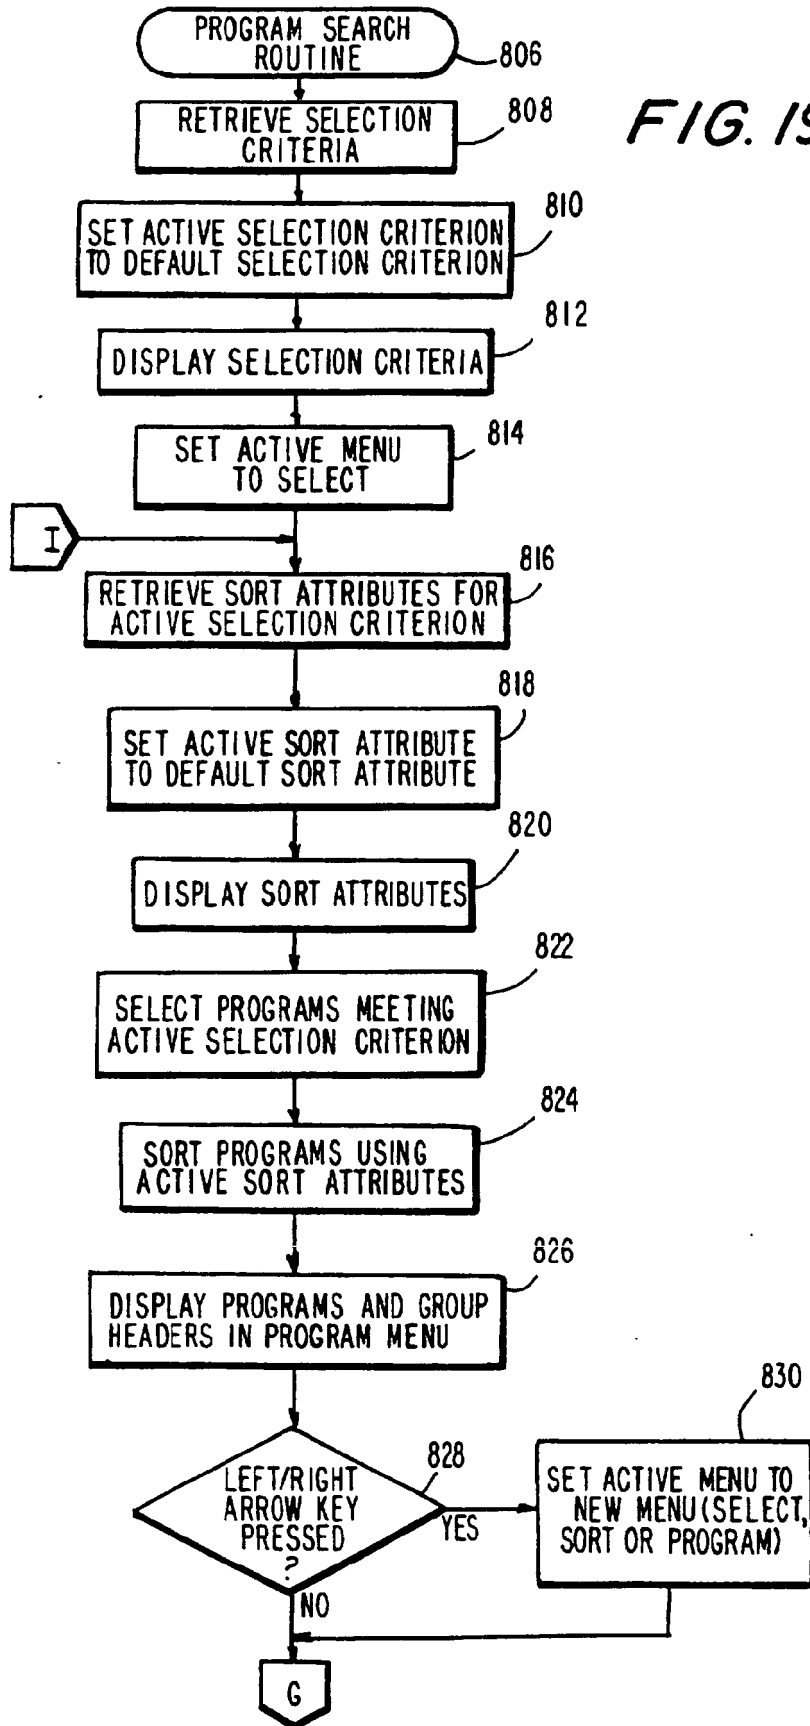 PROGRAM SEARCH
ROUTINE
806
FIG. 19
RETRIEVE SELECTION
CRITERIA
808
SET ACTIVE SELECTION CRITERION
TO DEFAULT SELECTION CRITERION
810
DISPLAY SELECTION CRITERIA
812
SET ACTIVE MENU
TO SELECT
814
I
RETRIEVE SORT ATTRIBUTES FOR
ACTIVE SELECTION CRITERION
816
SET ACTIVE SORT ATTRIBUTE
TO DEFAULT SORT ATTRIBUTE
818
DISPLAY SORT ATTRIBUTES
820
SELECT PROGRAMS MEETING
ACTIVE SELECTION CRITERION
822
SORT PROGRAMS USING
ACTIVE SORT ATTRIBUTES
824
DISPLAY PROGRAMS AND GROUP
HEADERS IN PROGRAM MENU
826
LEFT/RIGHT
ARROW KEY
PRESSED
?
828
YES
SET ACTIVE MENU TO
NEW MENU (SELECT,
SORT OR PROGRAM)
830
NO
G